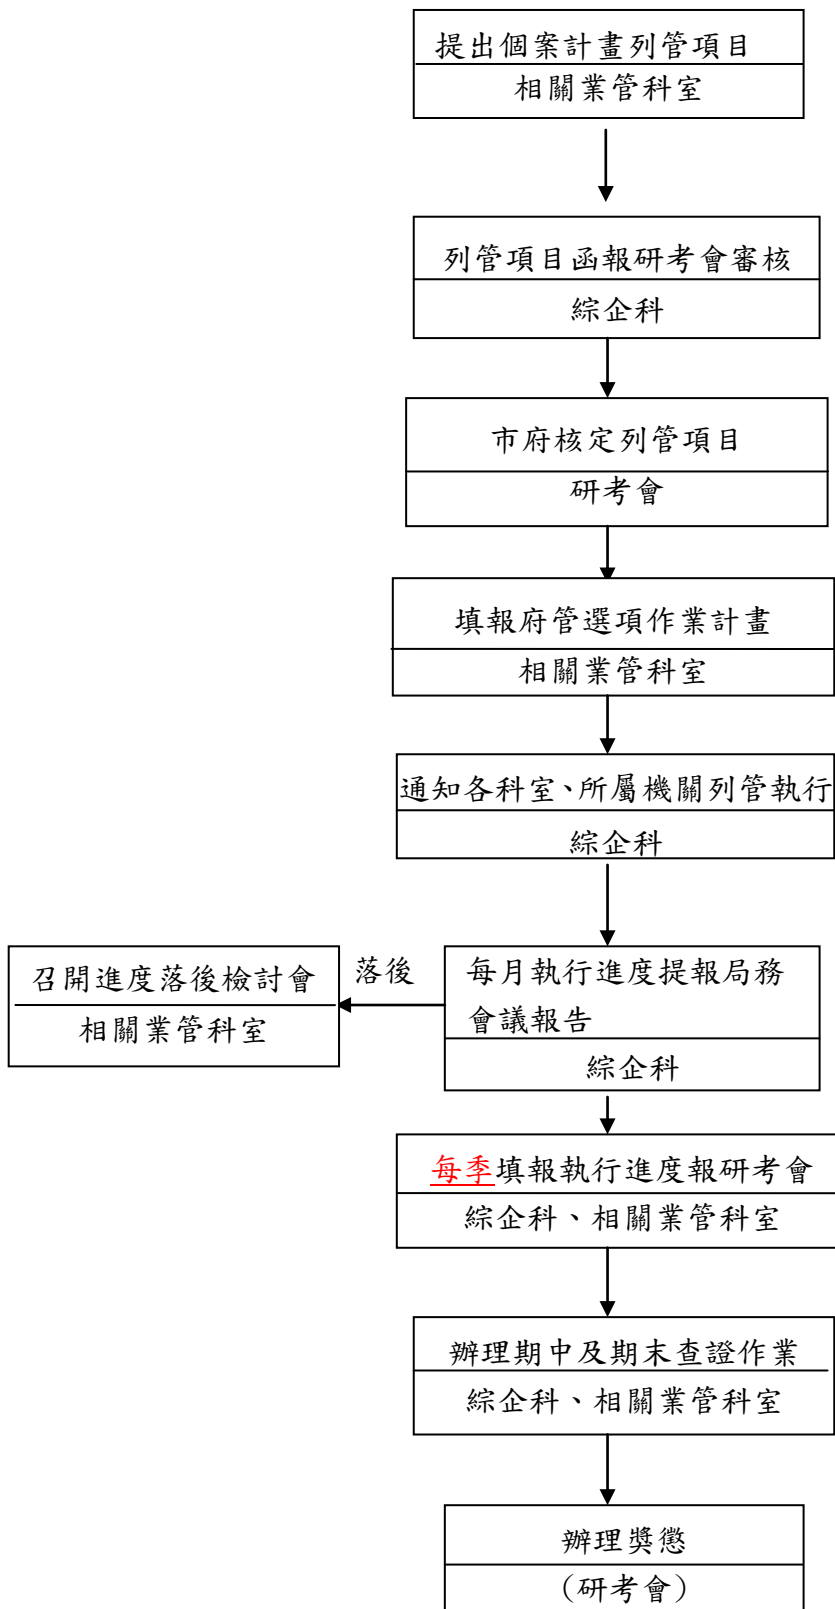 提出個案計畫列管項目
相關業管科室
列管項目函報研考會審核
綜企科
市府核定列管項目
研考會
填報府管選項作業計畫
相關業管科室
通知各科室、所屬機關列管執行
綜企科
召開進度落後檢討會
相關業管科室
落後
每月執行進度提報局務
會議報告
綜企科
每季填報執行進度報研考會
綜企科、相關業管科室
辦理期中及期末查證作業
綜企科、相關業管科室
辦理獎懲
(研考會)